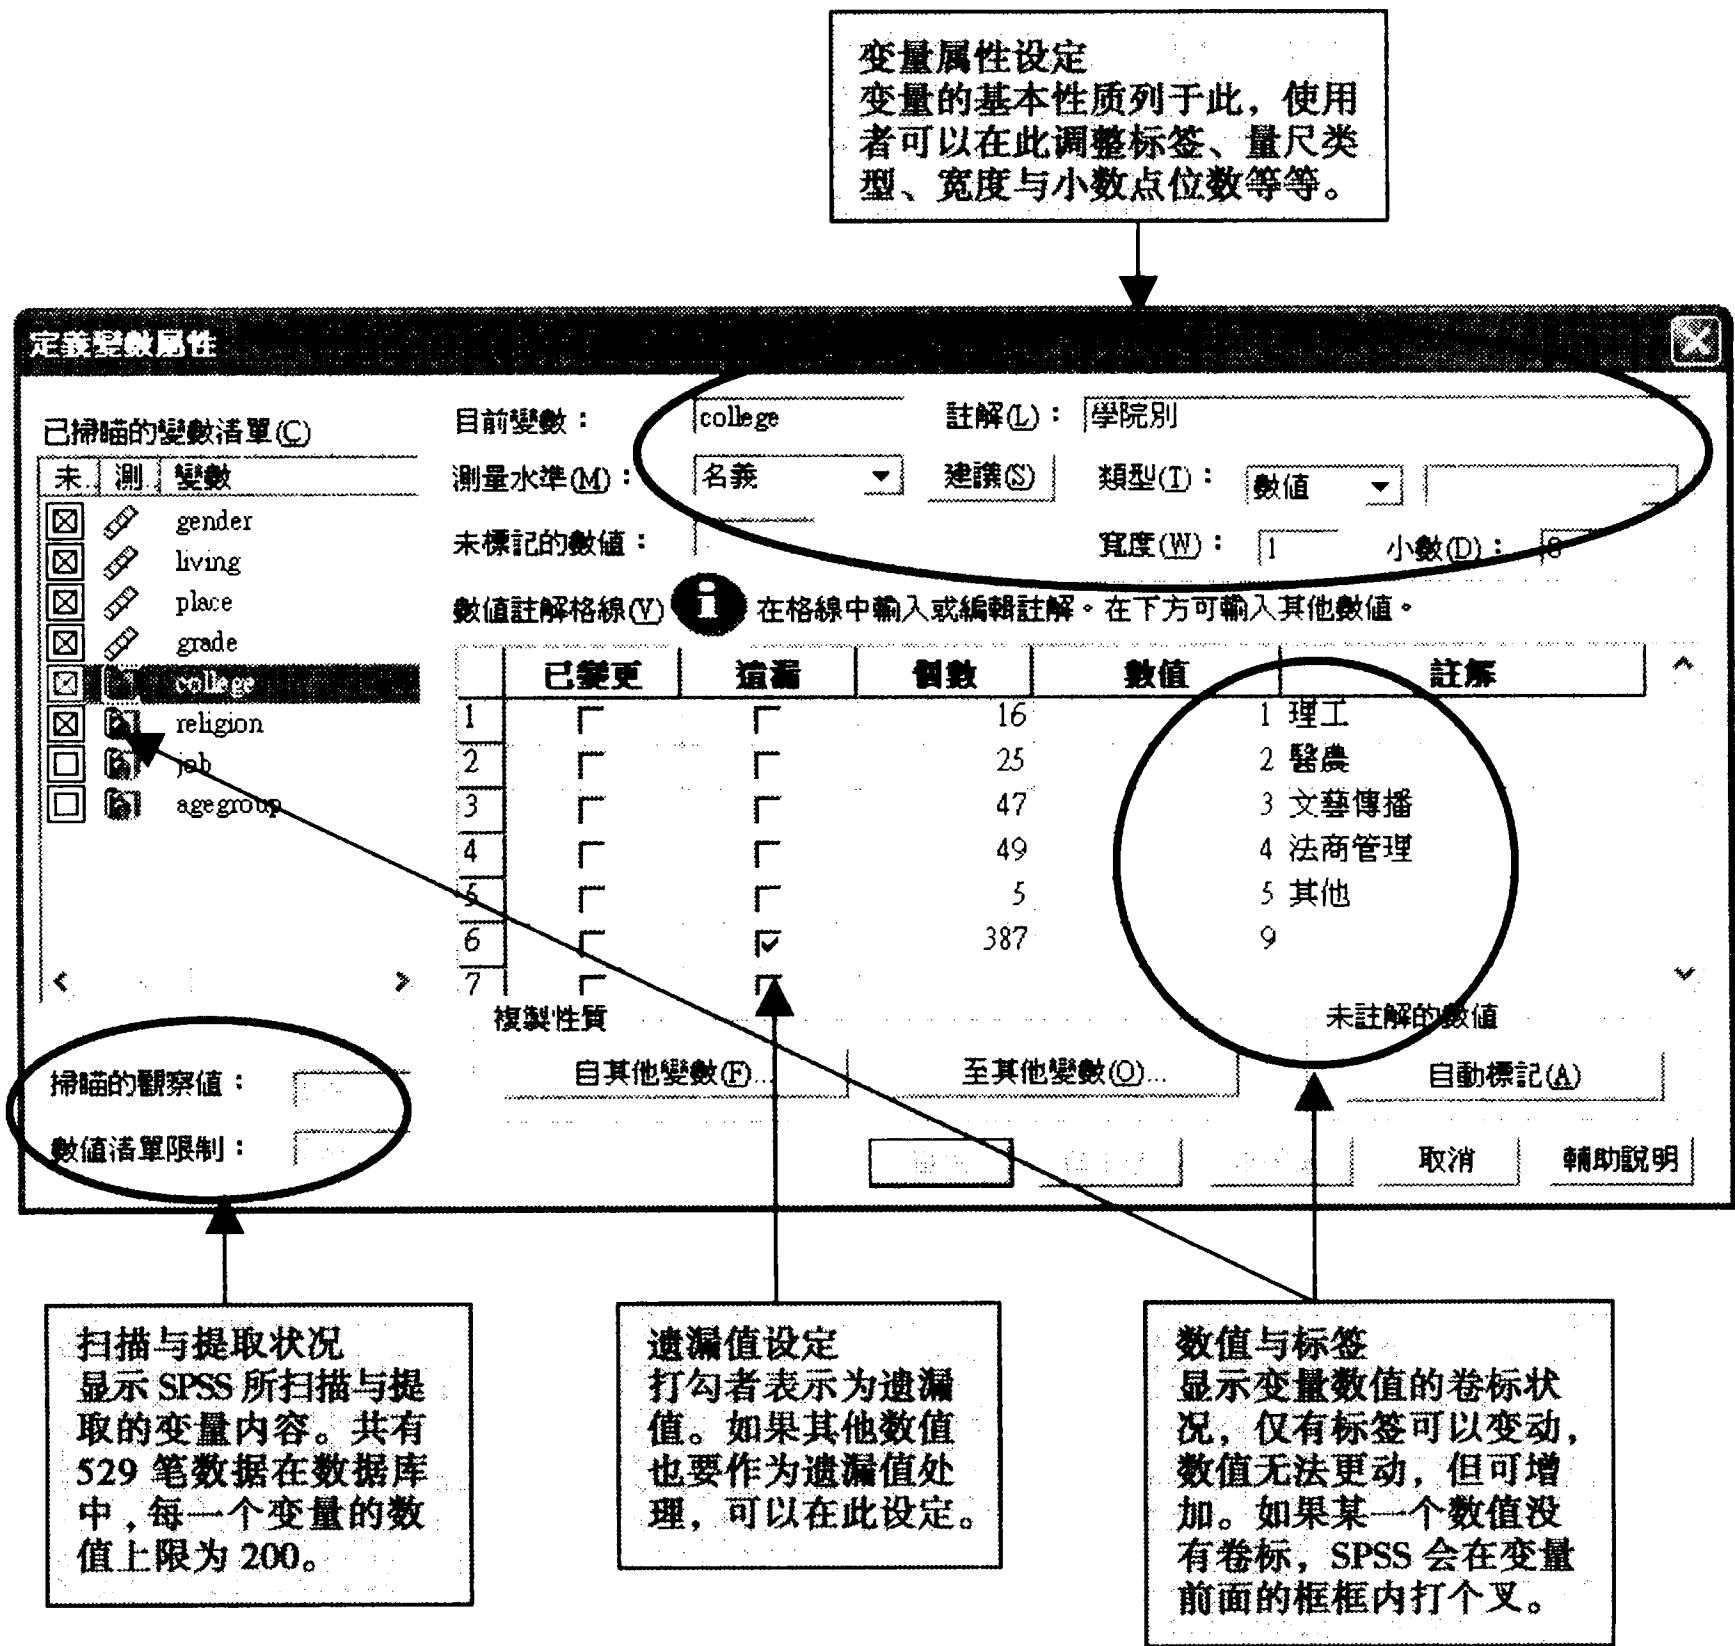 变量属性设定
变量的基本性质列于此，使用
者可以在此调整标签、量尺类
型、宽度与小数点位数等等。
定義變數屬性
已掃瞄的變數清單(C)
未. 測. 變數
gender
living
place
grade
college
religion
job
agegroup
目前變數： college 註解(L)： 學院別
測量水準(M)： 名義 建議(S) 類型(T)： 數值
未標記的數值： 寬度(W)： 1 小數(D)：
數值註解格線(V) i 在格線中輸入或編輯註解。在下方可輸入其他數值。
已變更 遺漏 個數 數值 註解
1 16 1 理工
2 25 2 醫農
3 47 3 文藝傳播
4 49 4 法商管理
5 5 5 其他
6 387 9
7
複製性質 未註解的數值
自其他變數(F)... 至其他變數(O)... 自動標記(A)
掃瞄的觀察值：
數值清單限制：
取消 輔助說明
扫描与提取状况
显示 SPSS 所扫描与提
取的变量内容。共有
529 笔数据在数据库
中，每一个变量的数
值上限为 200。
遗漏值设定
打勾者表示为遗漏
值。如果其他数值
也要作为遗漏值处
理，可以在此设定。
数值与标签
显示变量数值的卷标状
况，仅有标签可以变动，
数值无法更动，但可增
加。如果某一个数值没
有卷标，SPSS 会在变量
前面的框框内打个叉。